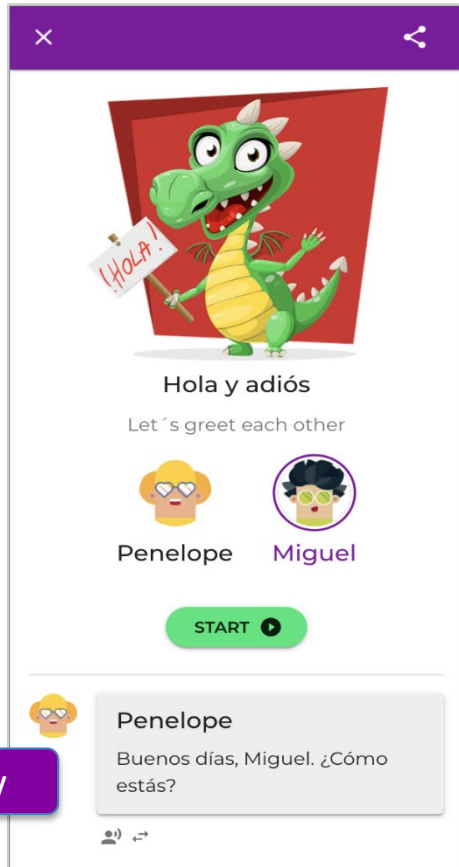 ¡HOLA!
Hola y adiós
Let´s greet each other
Penelope
Miguel
START
Penelope
Buenos días, Miguel. ¿Cómo
estás?